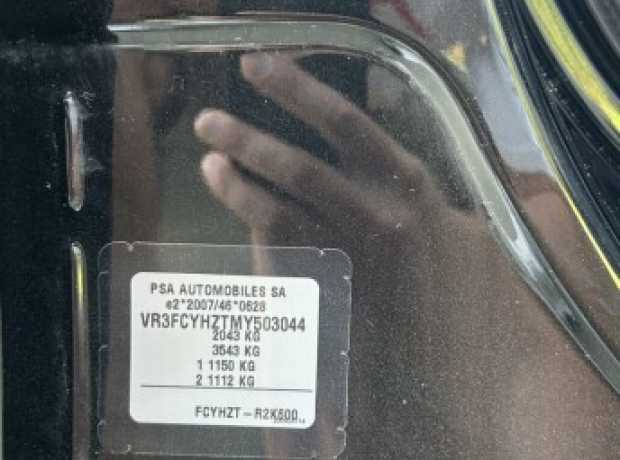 PSA AUTOMOBILES SA
e2*2007/46*0628
VR3FCYHZTMY503044
2043 KG
3543 KG
1 1150 KG
2 1112 KG
FCYHZT - R2K600